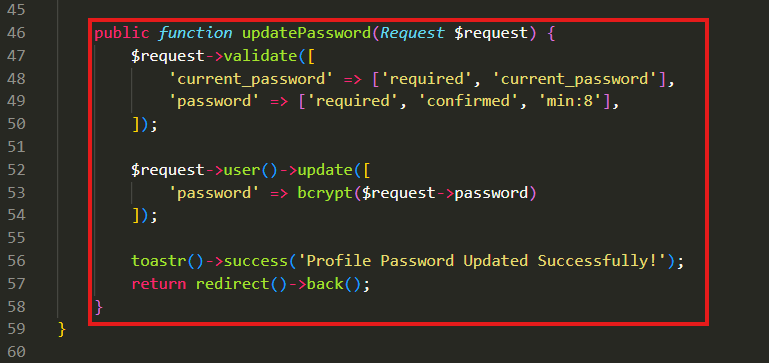 45
46 public function updatePassword(Request $request) {
47 $request->validate([
48 'current_password' => ['required', 'current_password'],
49 'password' => ['required', 'confirmed', 'min:8'],
50 ]);
51
52 $request->user()->update([
53 'password' => bcrypt($request->password)
54 ]);
55
56 toastr()->success('Profile Password Updated Successfully!');
57 return redirect()->back();
58 }
59 }
60